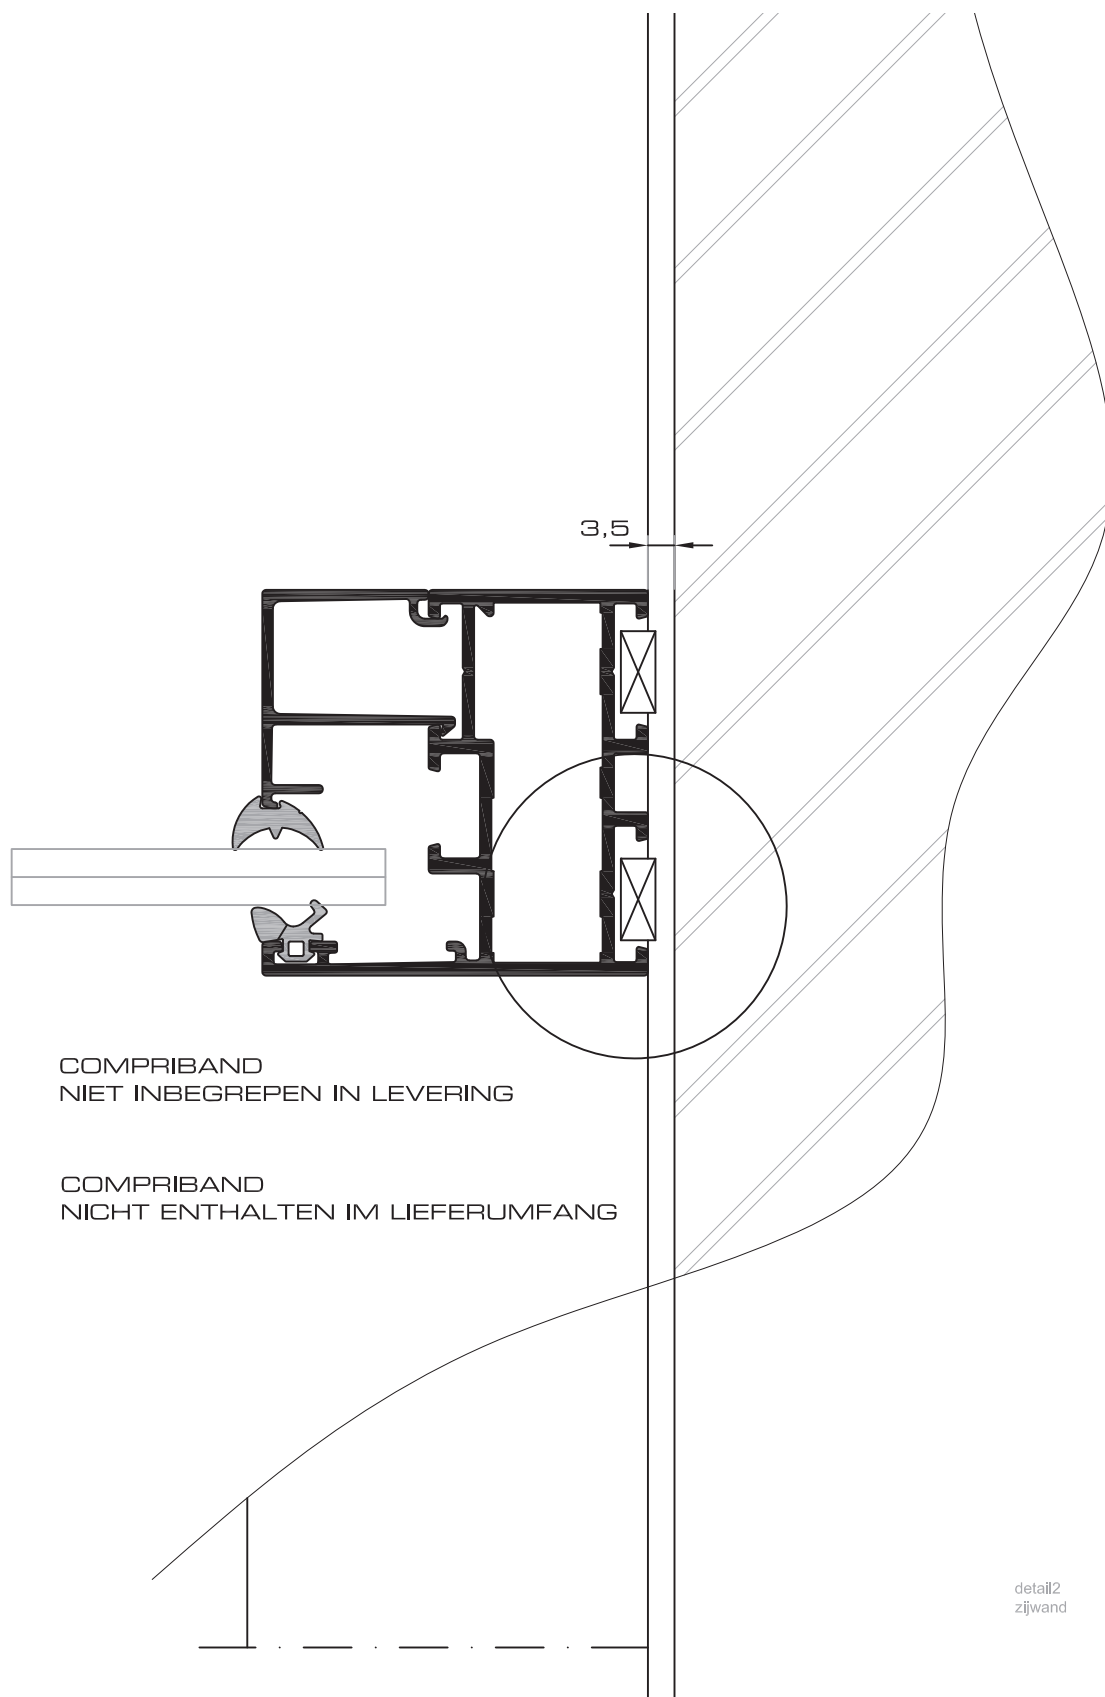 3,5
COMPRIBAND
NIET INBEGREPEN IN LEVERING
COMPRIBAND
NICHT ENTHALTEN IM LIEFERUMFANG
detail2
zijwand